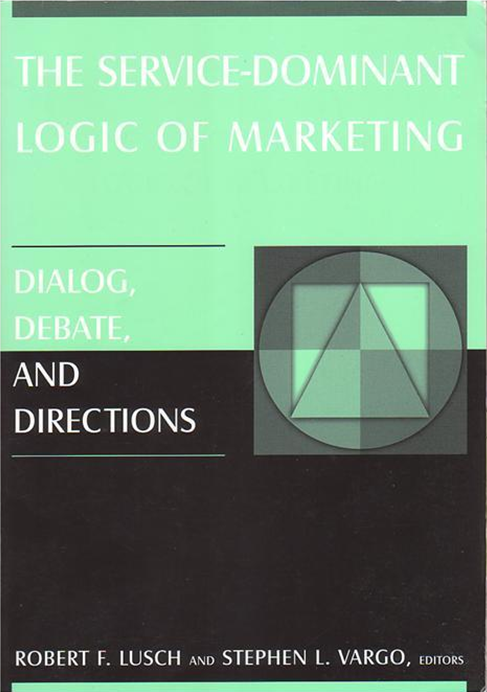 THE SERVICE-DOMINANT
LOGIC OF MARKETING
DIALOG,
DEBATE,
AND
DIRECTIONS
ROBERT F. LUSCH AND STEPHEN L. VARGO, EDITORS